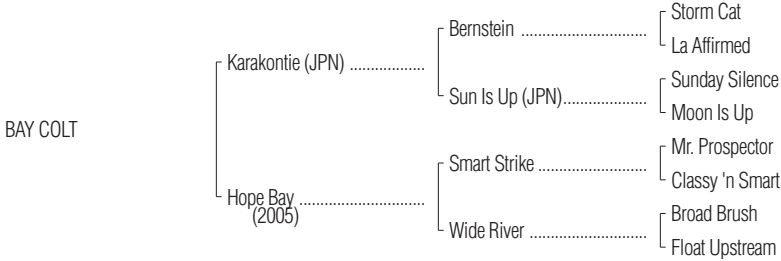 Storm Cat
Bernstein ..............................
La Affirmed
Karakontie (JPN) ..................
Sunday Silence
Sun Is Up (JPN)....................
Moon Is Up
BAY COLT
Mr. Prospector
Smart Strike ..........................
Classy 'n Smart
Hope Bay ..............................
(2005)
Broad Brush
Wide River ............................
Float Upstream